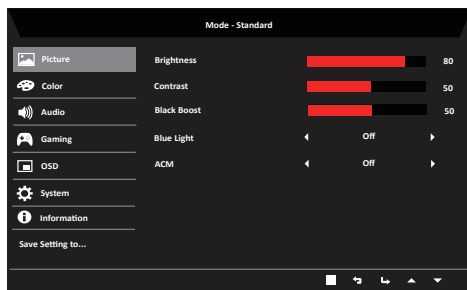 Mode - Standard
Picture
Brightness 80
Color
Contrast 50
Audio
Black Boost 50
Gaming
Blue Light Off
OSD
ACM Off
System
Information
Save Setting to...